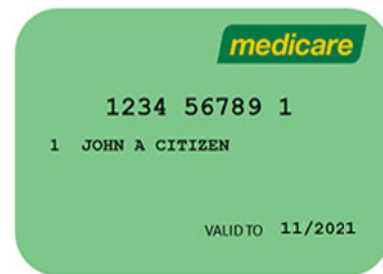 medicare
1234 56789 1
1 JOHN A CITIZEN
VALID TO 11/2021